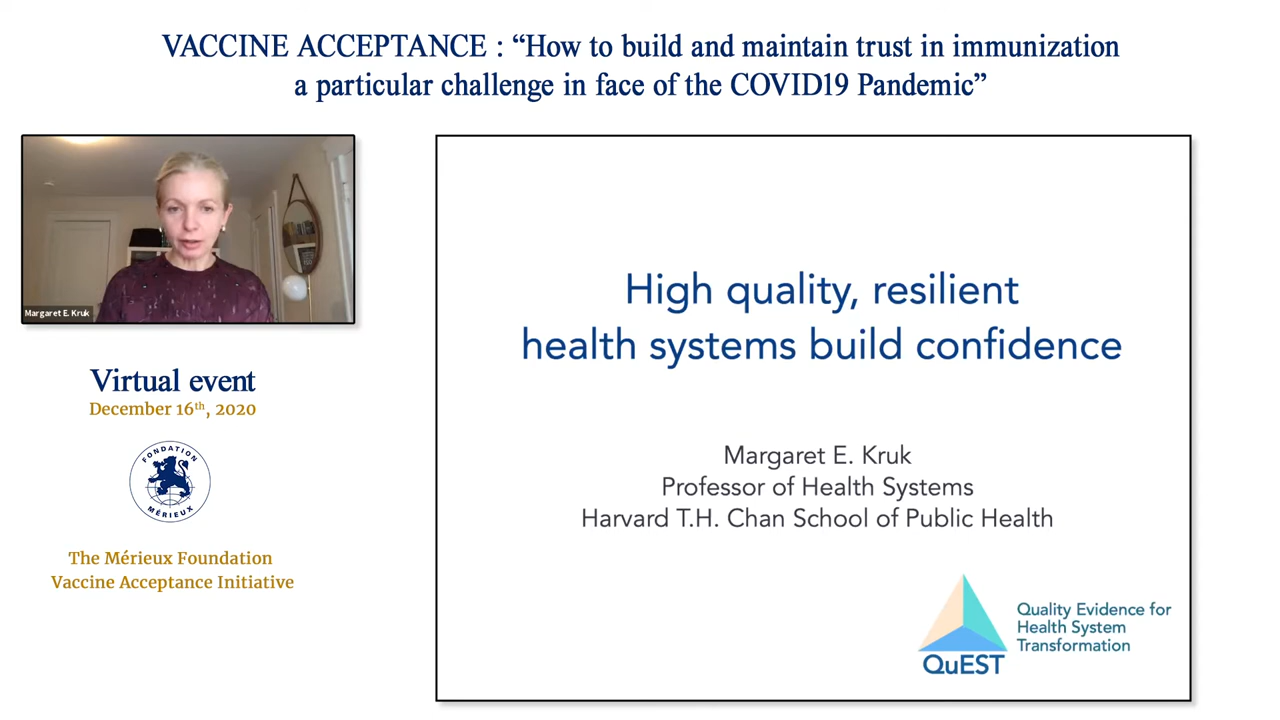 VACCINE ACCEPTANCE : “How to build and maintain trust in immunization
a particular challenge in face of the COVID19 Pandemic”
Margaret E. Kruk
Virtual event
December 16th, 2020
FONDATION
MÉRIEUX
The Mérieux Foundation
Vaccine Acceptance Initiative
High quality, resilient
health systems build confidence
Margaret E. Kruk
Professor of Health Systems
Harvard T.H. Chan School of Public Health
QuEST
Quality Evidence for
Health System
Transformation